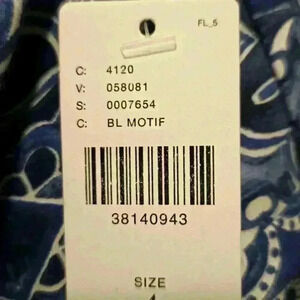 FL_5
C: 4120
V: 058081
S: 0007654
C: BL MOTIF
38140943
SIZE